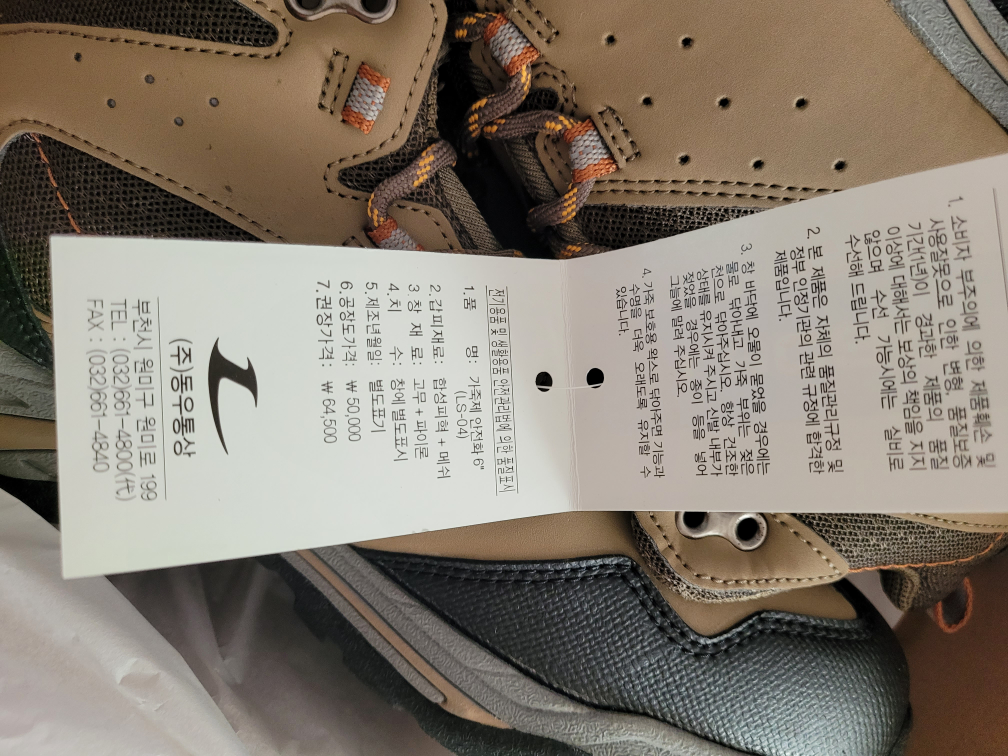 1. 소비자 부주의에 의한 제품훼손 및
사용잘못으로 인한 변형, 품질보증
기간(1년)이 경과한 제품의 품질
이상에 대해서는 보상의 책임을 지지
않으며 수선 가능시에는 실비로
수선해 드립니다.
2. 본 제품은 자체의 품질관리규정 및
정부 인정기관의 관련 규정에 합격한
제품입니다.
3. 창 바닥에 오물이 묻었을 경우에는
물로 닦아내고 가죽 부위는 젖은
천으로 닦아주십시오. 항상 건조한
상태를 유지시켜 주시고 신발 내부가
젖었을 경우에는 종이 등을 넣어
그늘에 말려 주십시오.
4. 가죽보호용 왁스로 닦아주면 기능과
수명을 더욱 오래도록 유지할 수
있습니다.
전기용품 및 생활용품 안전관리법에 의한 품질표시
1.품 명: 가죽제 안전화 6"
(LS-04)
2.갑피재료: 합성피혁 + 메쉬
3 창 재 료: 고무 + 파이론
4.치 수: 창에별도표시
5.제조년월일: 별도표기
6.공장도가격: ₩ 50,000
7.권장가격: ₩ 64,500
(주)동우통상
부천시 원미구 원미로 199
TEL : (032)661-4800(代)
FAX : (032)661-4840